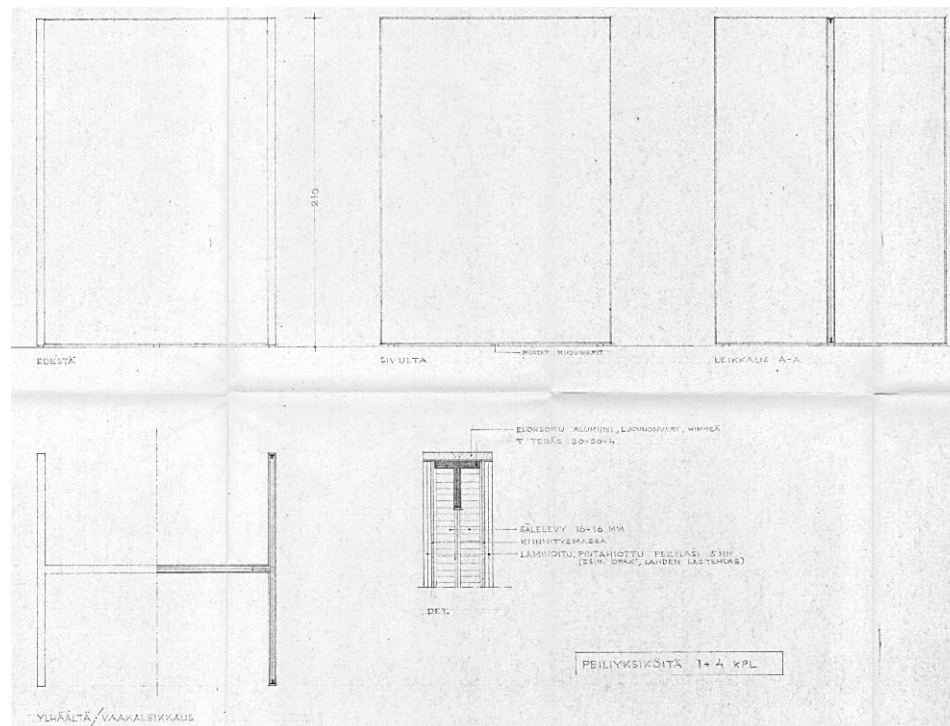 210
EDESTÄ
SIVULTA
MUSTAT MUOVINAPIT
LEIKKAUS A-A
ELOKSOITU ALUMIINI, LUONNONVÄRI, HIMMEÄ
T TERÄS 30×30×4
SÄLELEVY 16+16 MM
KIINNITYSMASSA
LAMINOITU, PINTAHIOTTU PEILILASI 5 MM
(ESIM. "OPAK", LAHDEN LASITEHDAS)
DET.
PEILIYKSIKÖITÄ 1+4 KPL
YLHÄÄLTÄ/VAAKALEIKKAUS